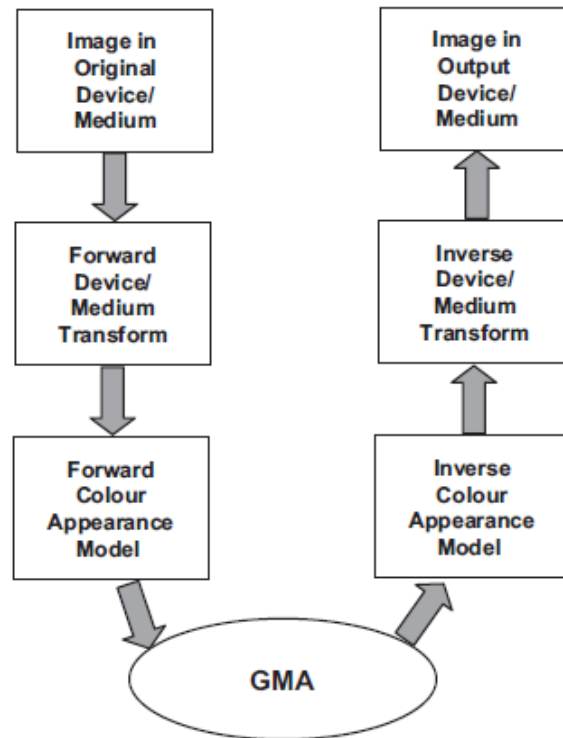 Image in
Original
Device/
Medium
Forward
Device/
Medium
Transform
Forward
Colour
Appearance
Model
GMA
Inverse
Colour
Appearance
Model
Inverse
Device/
Medium
Transform
Image in
Output
Device/
Medium